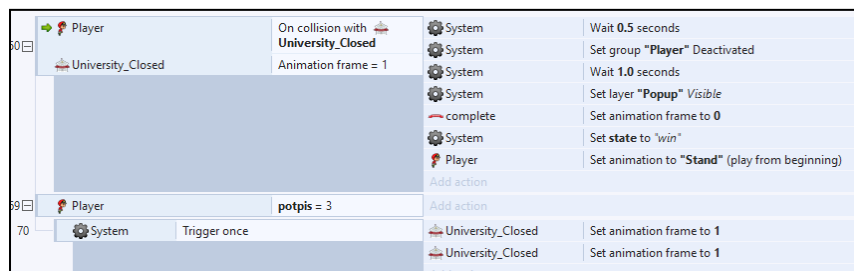 Player On collision with University_Closed System Wait 0.5 seconds
60 System Set group "Player" Deactivated
University_Closed Animation frame = 1 System Wait 1.0 seconds
System Set layer "Popup" Visible
complete Set animation frame to 0
System Set state to "win"
Player Set animation to "Stand" (play from beginning)
Add action
69 Player potpis = 3 Add action
70 System Trigger once University_Closed Set animation frame to 1
University_Closed Set animation frame to 1